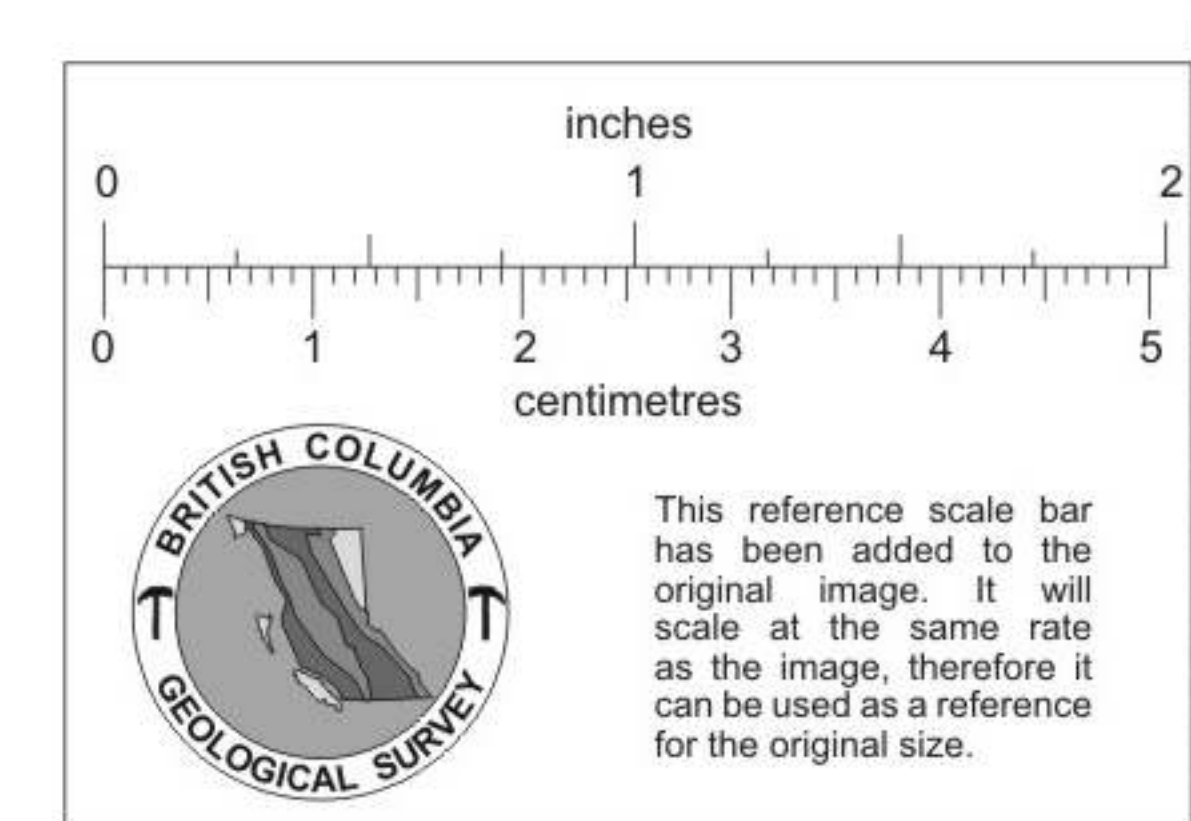 inches
0 1 2
0 1 2 3 4 5
centimetres
BRITISH COLUMBIA
GEOLOGICAL SURVEY
This reference scale bar
has been added to the
original image. It will
scale at the same rate
as the image, therefore it
can be used as a reference
for the original size.